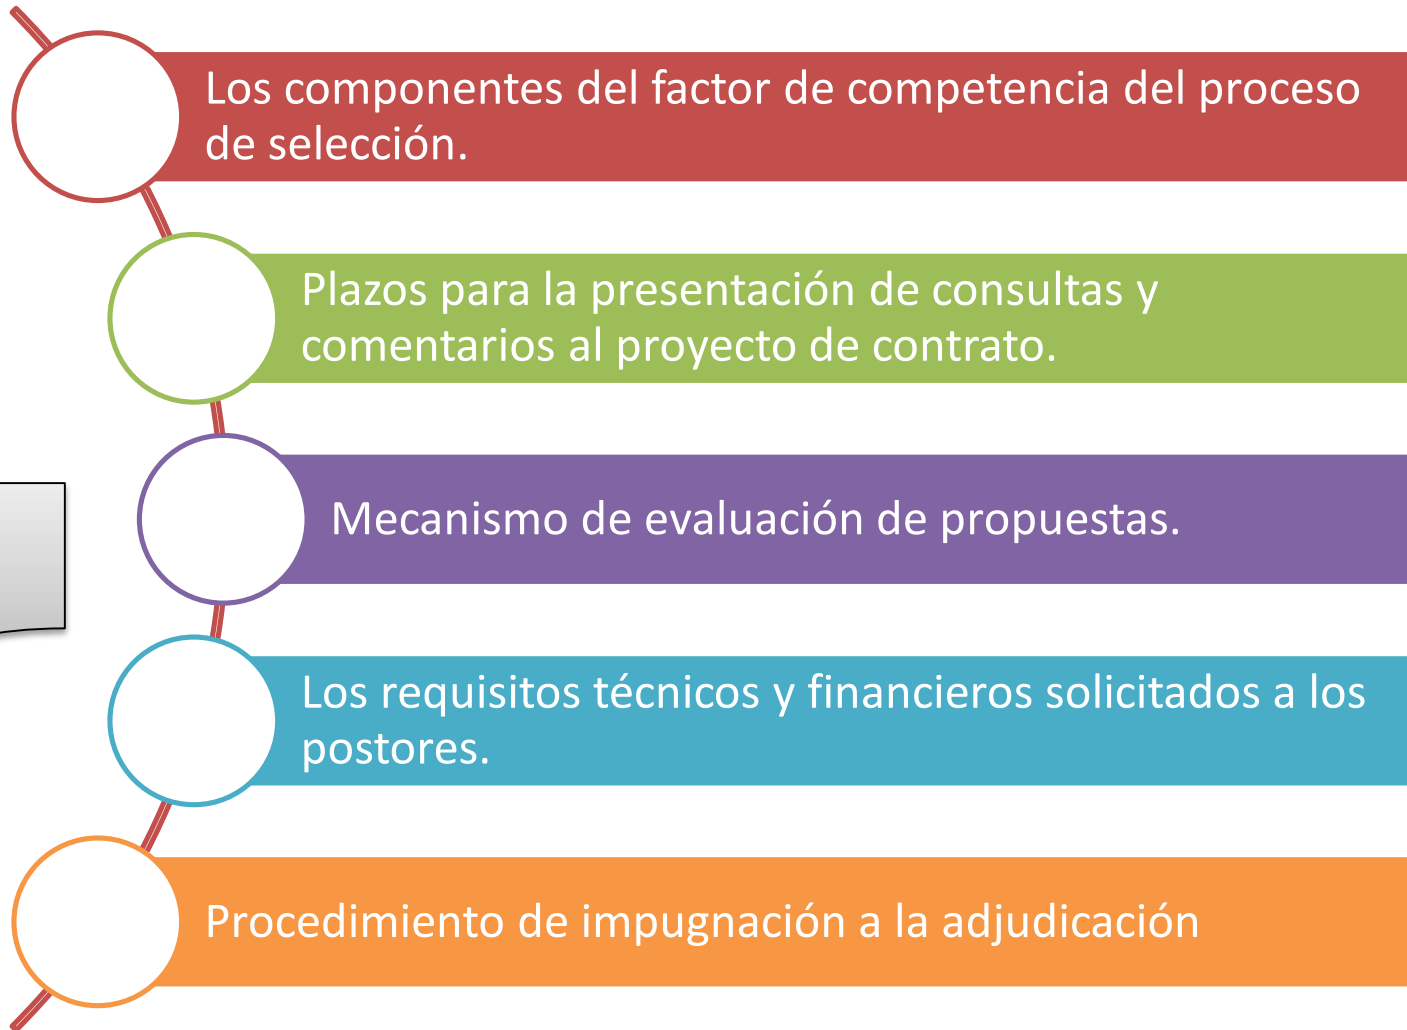 Los componentes del factor de competencia del proceso
de selección.
Plazos para la presentación de consultas y
comentarios al proyecto de contrato.
Mecanismo de evaluación de propuestas.
Los requisitos técnicos y financieros solicitados a los
postores.
Procedimiento de impugnación a la adjudicación